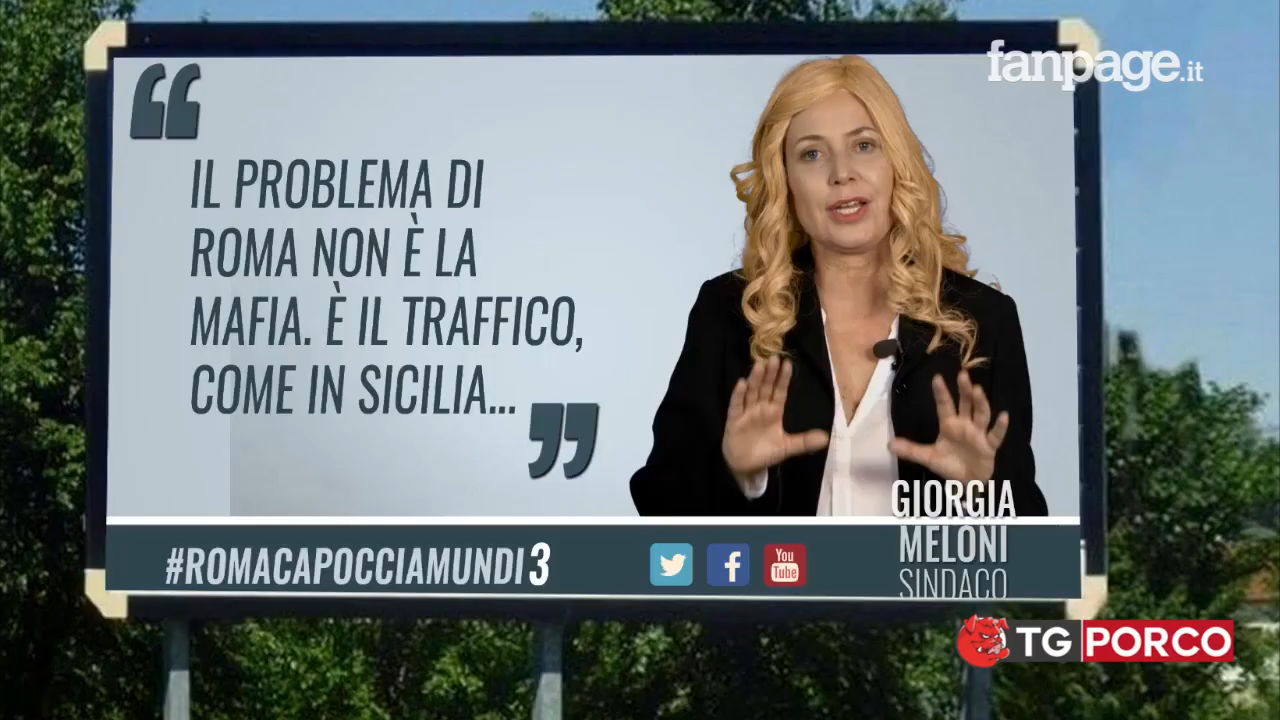 fanpage.it
“
IL PROBLEMA DI
ROMA NON È LA
MAFIA. È IL TRAFFICO,
COME IN SICILIA...
”
GIORGIA
MELONI
SINDACO
#ROMACAPOCCIAMUNDI3
You
Tube
TG PORCO